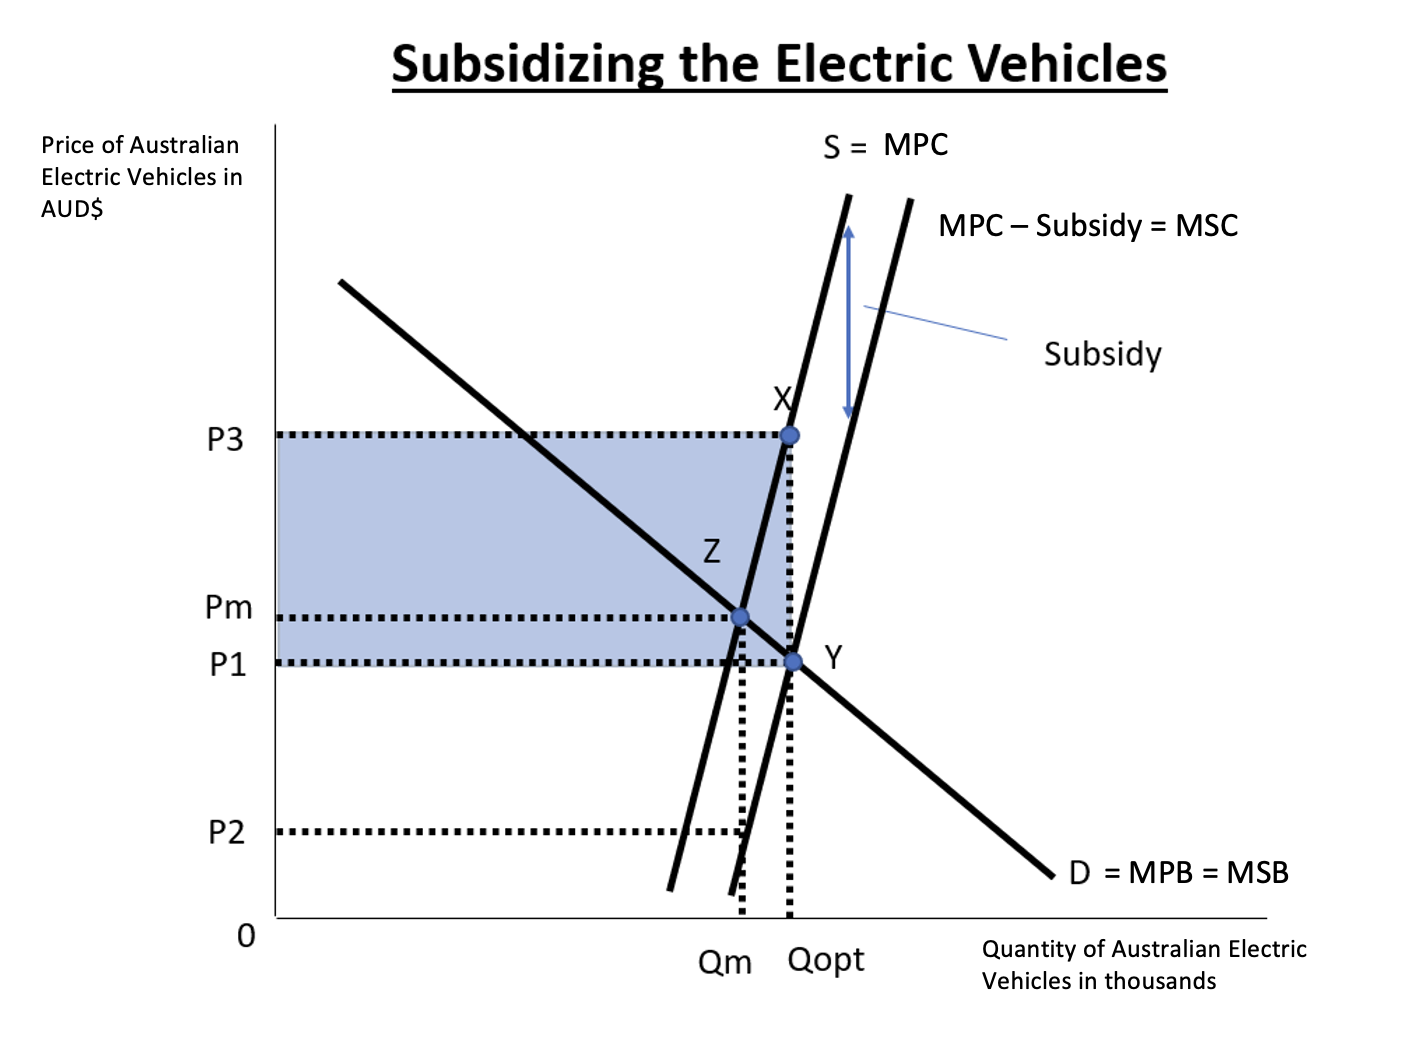 Subsidizing the Electric Vehicles
Price of Australian
Electric Vehicles in
AUD$
S = MPC
MPC – Subsidy = MSC
Subsidy
X
P3
Z
Pm
P1
Y
P2
D = MPB = MSB
0
Qm
Qopt
Quantity of Australian Electric
Vehicles in thousands